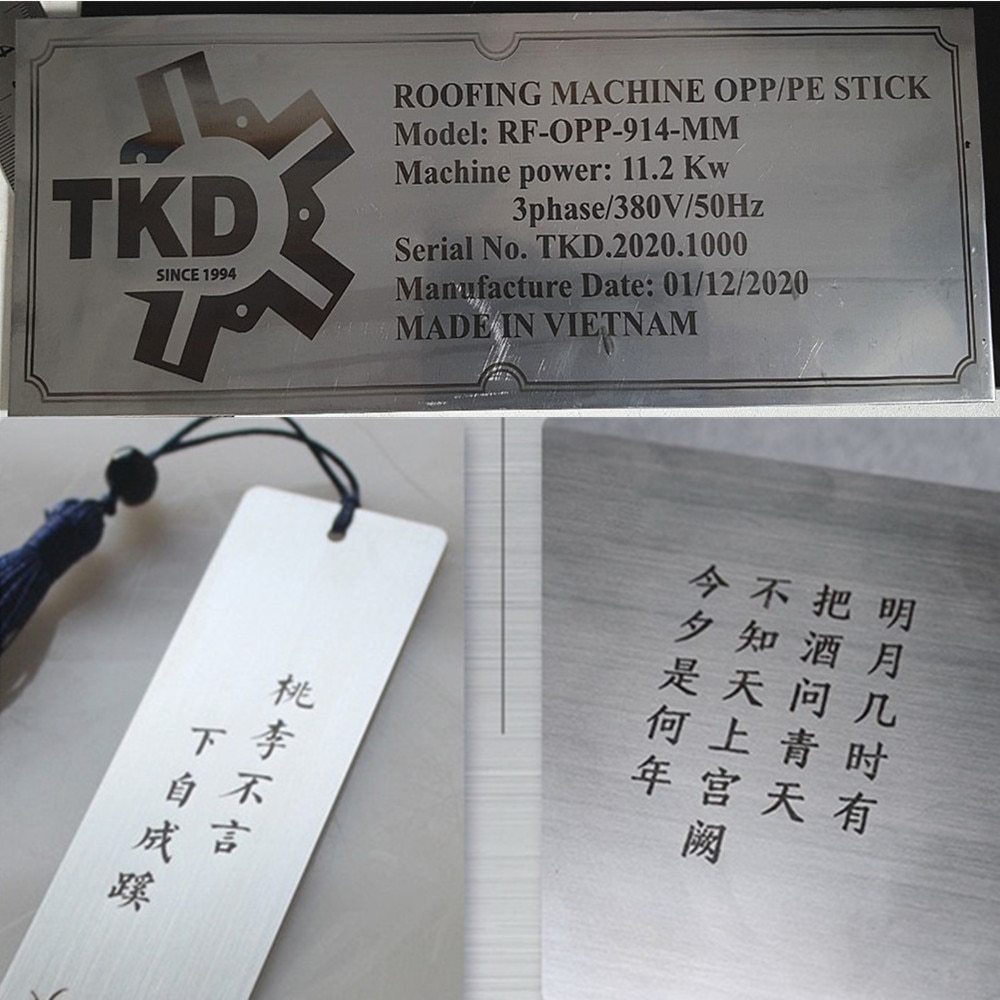 TKD
SINCE 1994
ROOFING MACHINE OPP/PE STICK
Model: RF-OPP-914-MM
Machine power: 11.2 Kw
3phase/380V/50Hz
Serial No. TKD.2020.1000
Manufacture Date: 01/12/2020
MADE IN VIETNAM
桃李不言
下自成蹊
明月几时有
把酒问青天
不知天上宫阙
今夕是何年